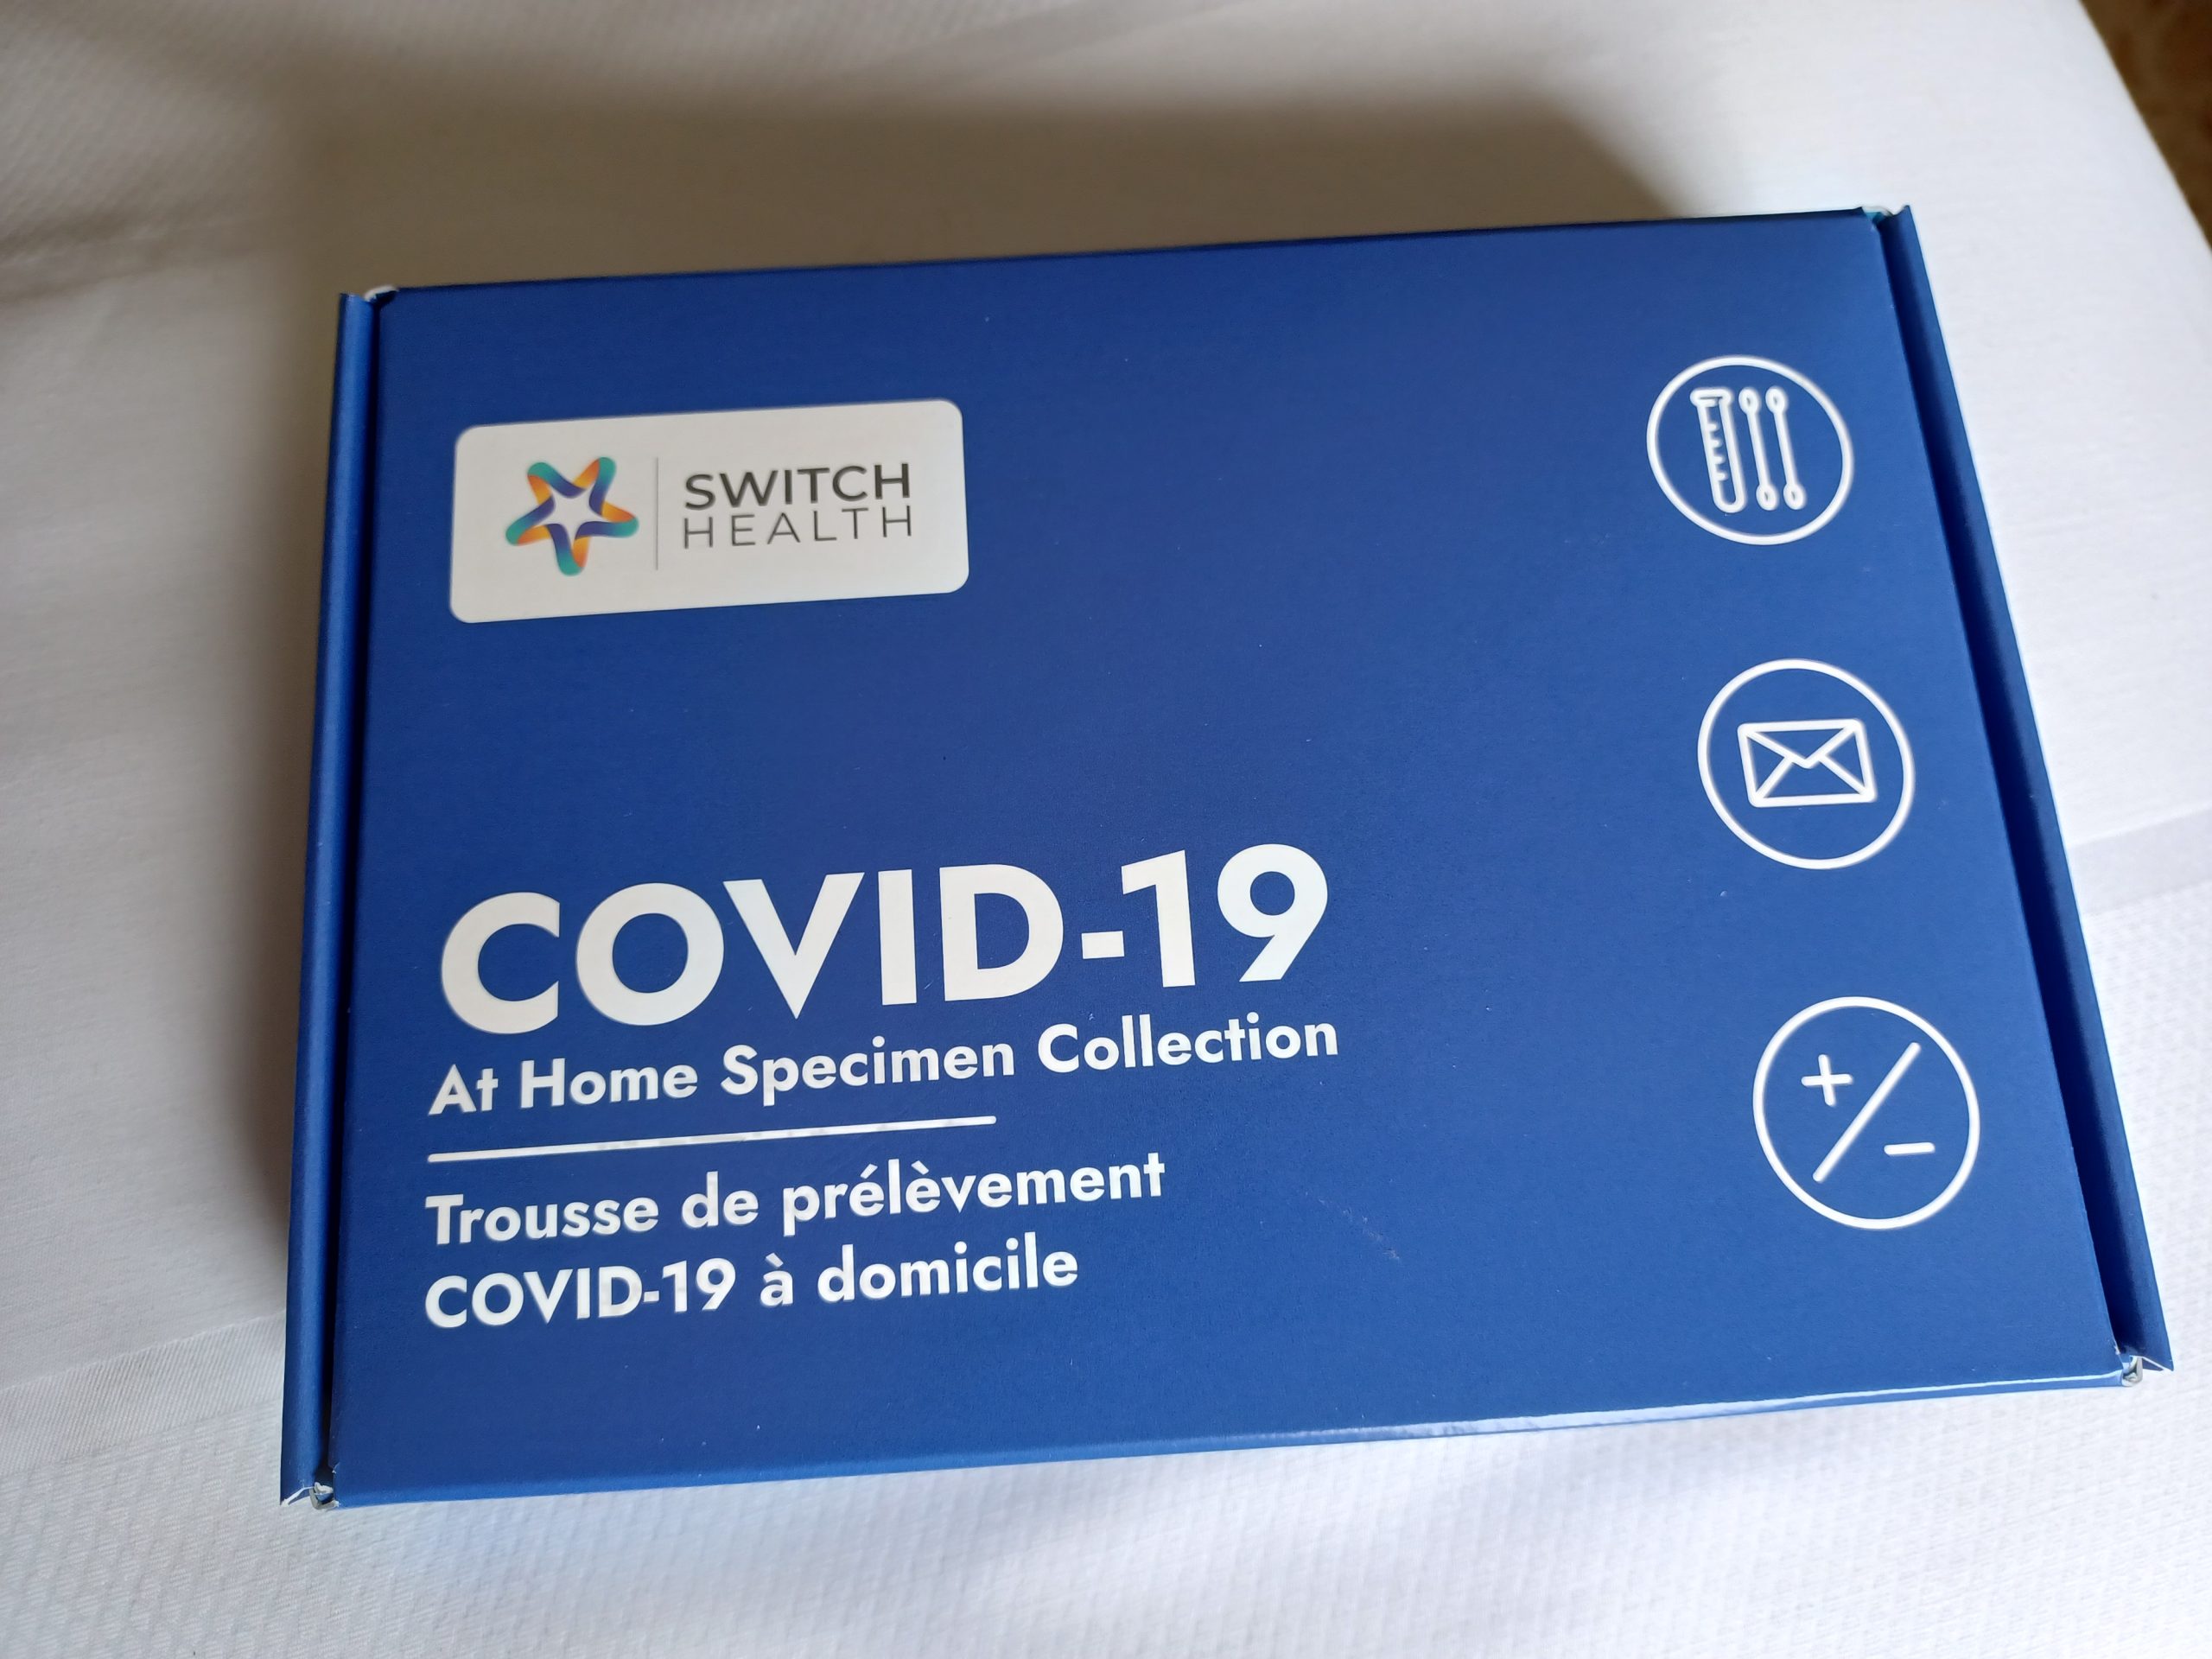 SWITCH
HEALTH
COVID-19
At Home Specimen Collection
Trousse de prélèvement
COVID-19 à domicile